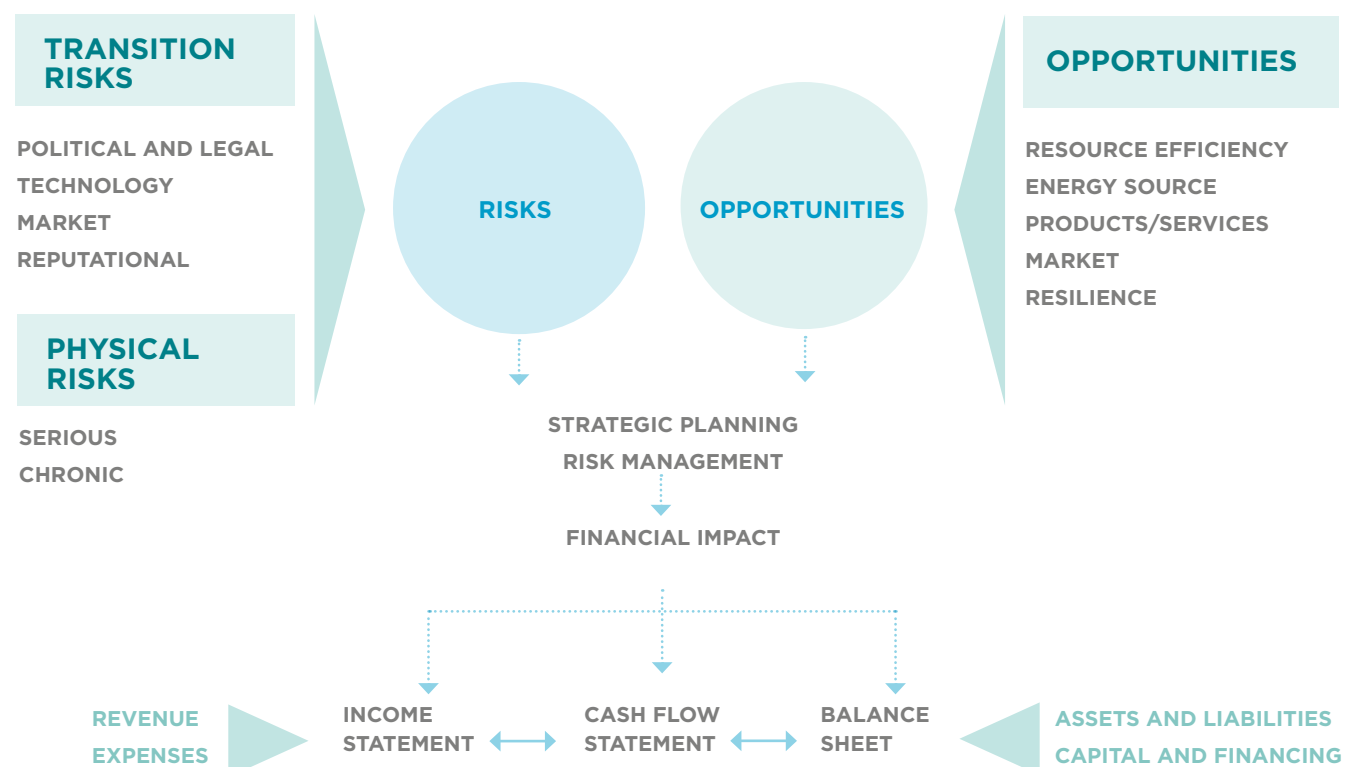 TRANSITION
RISKS
POLITICAL AND LEGAL
TECHNOLOGY
MARKET
REPUTATIONAL
PHYSICAL
RISKS
SERIOUS
CHRONIC
RISKS
OPPORTUNITIES
OPPORTUNITIES
RESOURCE EFFICIENCY
ENERGY SOURCE
PRODUCTS/SERVICES
MARKET
RESILIENCE
STRATEGIC PLANNING
RISK MANAGEMENT
FINANCIAL IMPACT
REVENUE
EXPENSES
INCOME
STATEMENT
CASH FLOW
STATEMENT
BALANCE
SHEET
ASSETS AND LIABILITIES
CAPITAL AND FINANCING